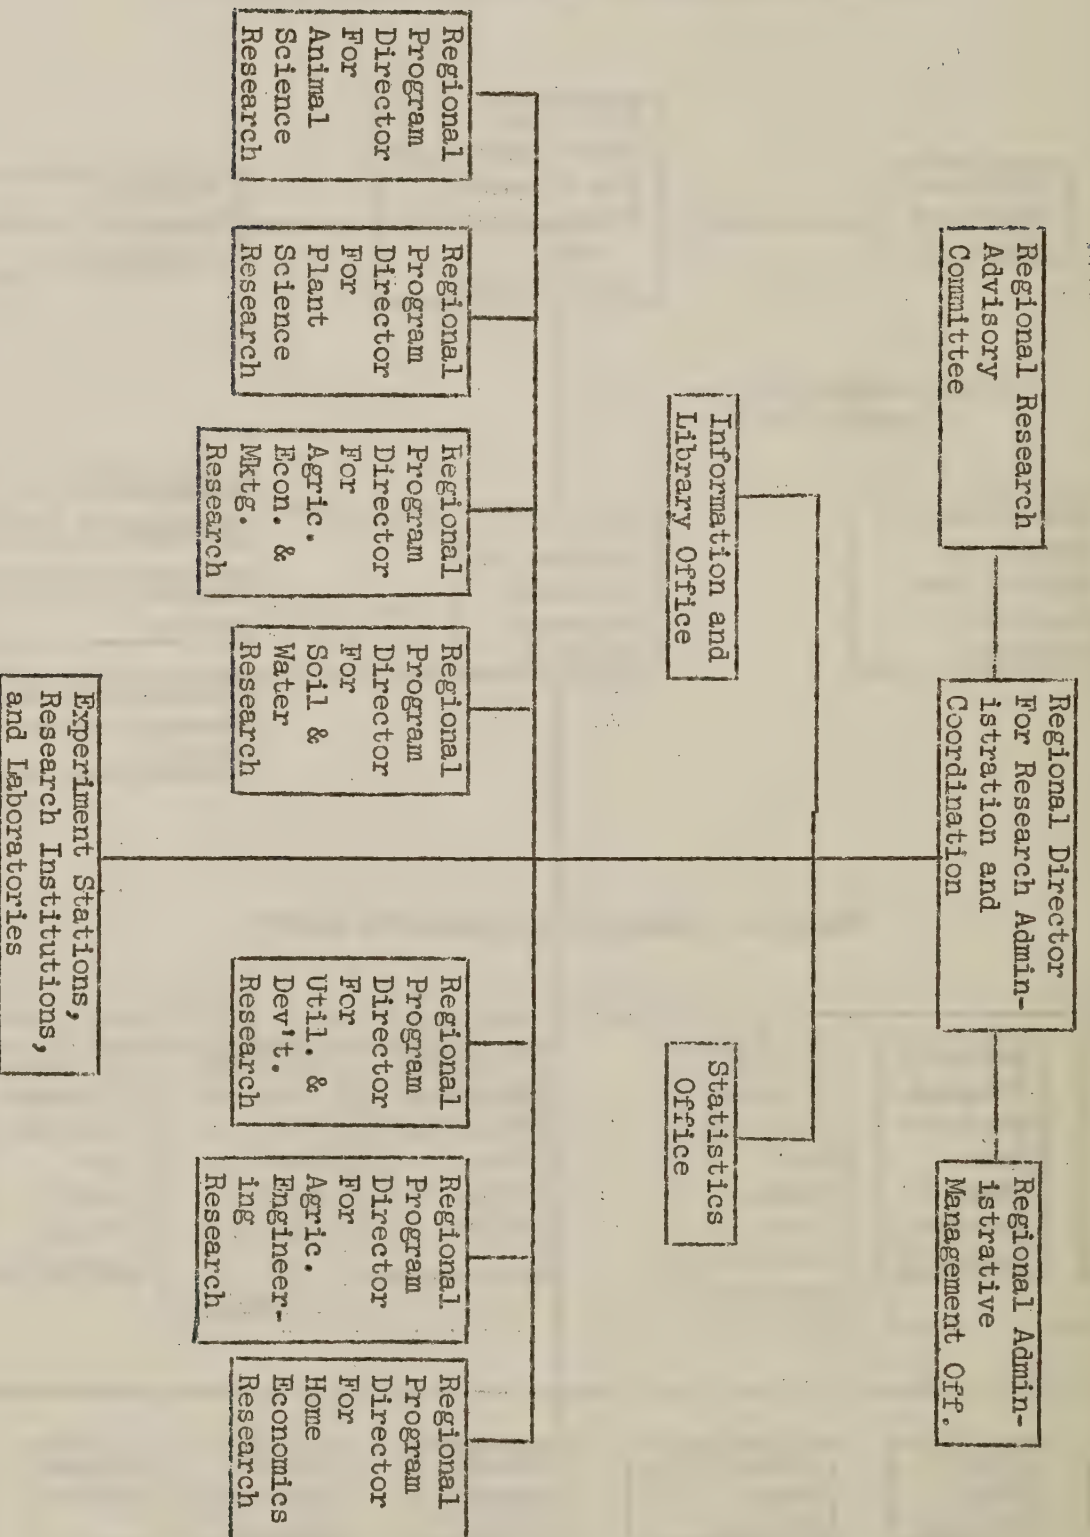 Regional Research
Advisory
Committee
Regional Director
For Research Admin-
istration and
Coordination
Regional Admin-
istrative
Management Off.
Information and
Library Office
Statistics
Office
Regional
Program
Director
For
Animal
Science
Research
Regional
Program
Director
For
Plant
Science
Research
Regional
Program
Director
For
Agric.
Econ. &
Mktg.
Research
Regional
Program
Director
For
Soil &
Water
Research
Regional
Program
Director
For
Util. &
Dev't.
Research
Regional
Program
Director
For
Agric.
Engineer-
ing
Research
Regional
Program
Director
For
Home
Economics
Research
Experiment Stations,
Research Institutions,
and Laboratories